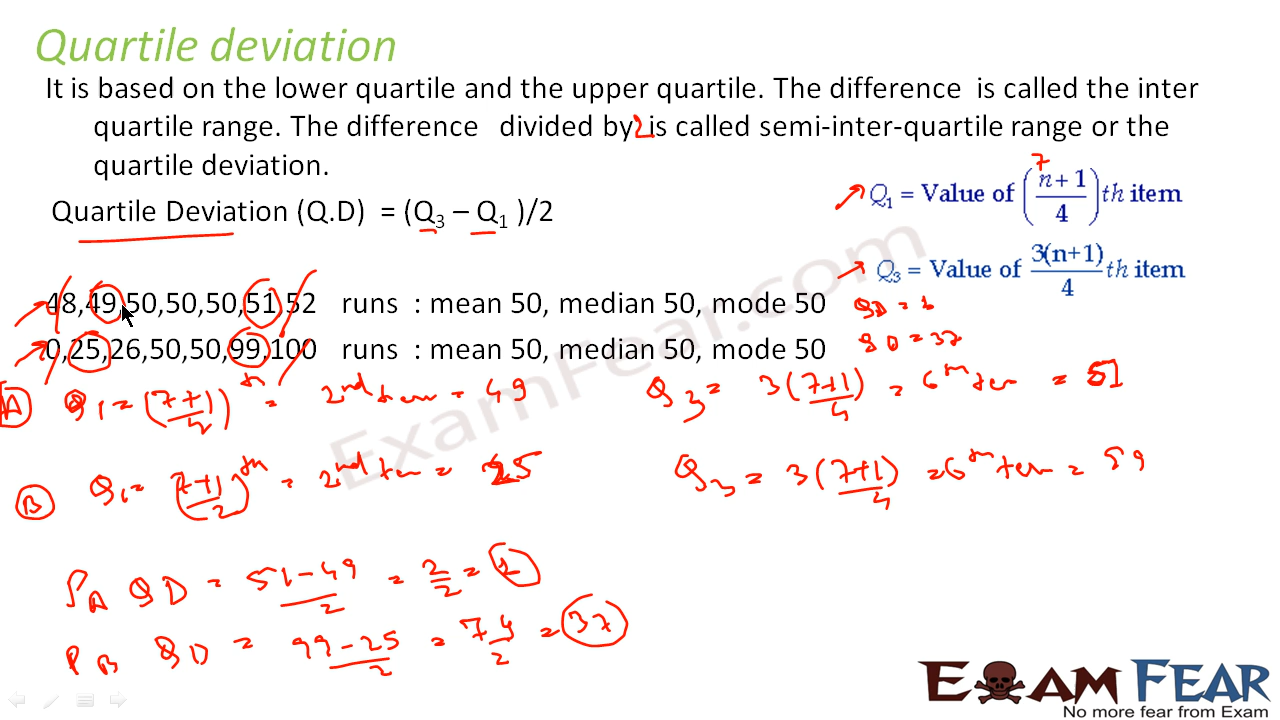 Quartile deviation
It is based on the lower quartile and the upper quartile. The difference is called the inter
quartile range. The difference divided by 2 is called semi-inter-quartile range or the
quartile deviation.
7
Q1 = Value of (n+1/4) th item
Quartile Deviation (Q.D) = (Q3 – Q1 )/2
Q3 = Value of 3(n+1)/4 th item
48,49,50,50,50,51,52 runs : mean 50, median 50, mode 50
QD = 1
0,25,26,50,50,99,100 runs : mean 50, median 50, mode 50
QD = 37
A Q1 = (7+1/4)th = 2nd term = 49
Q3 = 3(7+1)/4 = 6th term = 51
B Q1 = (7+1/2)th = 2nd term = 25
Q3 = 3(7+1)/4 = 6th term = 99
PA QD = 51-49/2 = 2/2 = 1
PB QD = 99-25/2 = 74/2 = 37
ExamFear.com
EXAM FEAR
No more fear from Exam